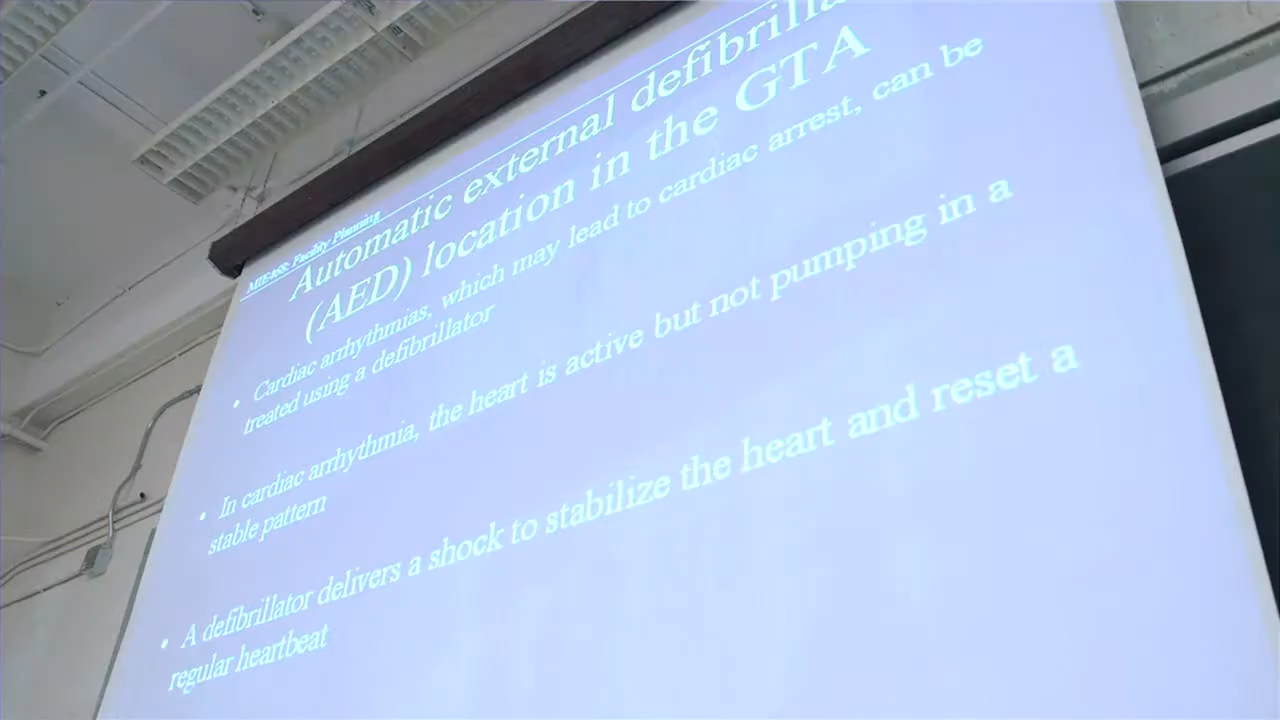 MIE468: Facility Planning
Automatic external
(AED) location in the GTA
• Cardiac arrhythmias, which may lead to cardiac arrest, can be
treated using a defibrillator
• In cardiac arrhythmia, the heart is active but not pumping in a
stable pattern
• A defibrillator delivers a shock to stabilize the heart and reset a
regular heartbeat